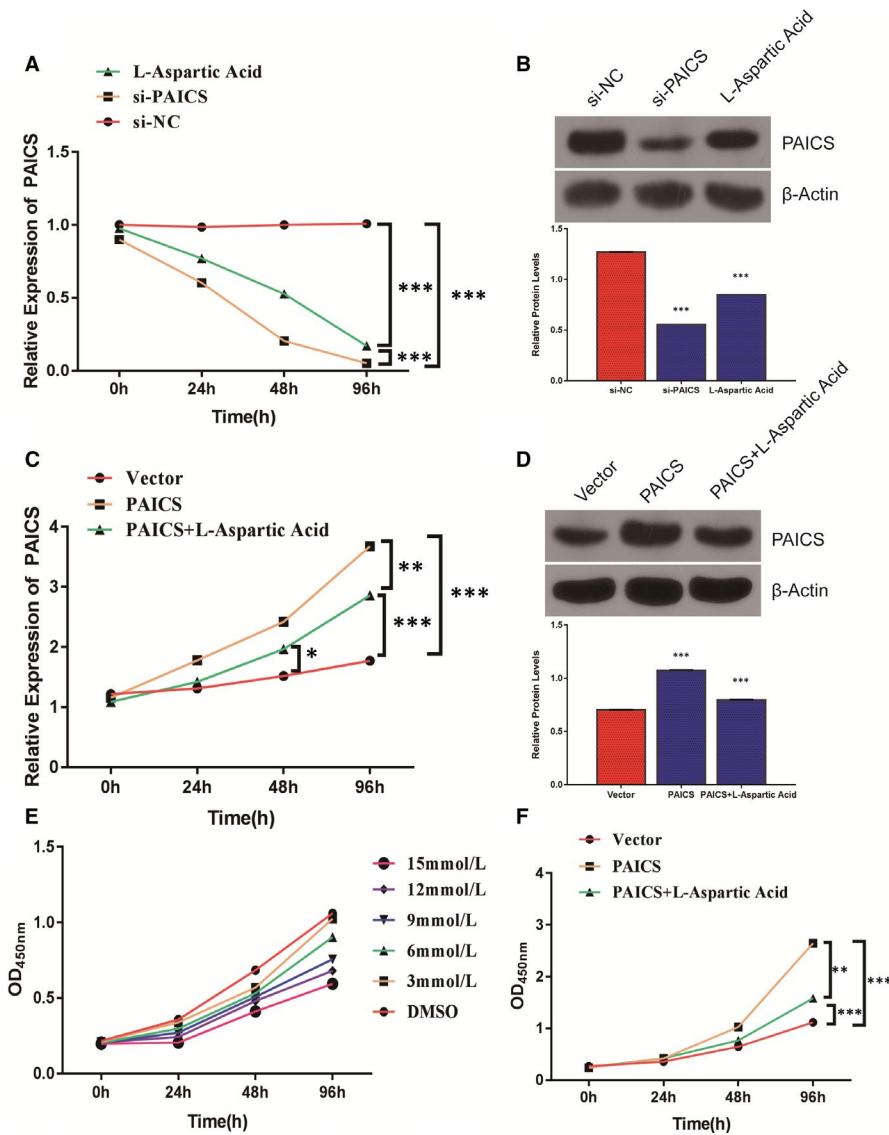 A
L-Aspartic Acid
si-PAICS
si-NC
Relative Expression of PAICS
1.5
1.0
0.5
0.0
***
***
***
0h 24h 48h 96h
Time(h)
B
si-NC si-PAICS L-Aspartic Acid
PAICS
β-Actin
Relative Protein Levels
1.5
1.0
0.5
0.0
*** ***
si-NC si-PAICS L-Aspartic Acid
C
Vector
PAICS
PAICS+L-Aspartic Acid
Relative Expression of PAICS
4
3
2
1
0
*
**
***
***
0h 24h 48h 96h
Time(h)
D
Vector PAICS PAICS+L-Aspartic Acid
PAICS
β-Actin
Relative Protein Levels
1.5
1.0
0.5
0.0
*** ***
Vector PAICS PAICS+L-Aspartic Acid
E
OD450nm
1.5
1.0
0.5
0.0
0h 24h 48h 96h
Time(h)
15mmol/L
12mmol/L
9mmol/L
6mmol/L
3mmol/L
DMSO
F
Vector
PAICS
PAICS+L-Aspartic Acid
OD450nm
4
3
2
1
0
**
***
***
0h 24h 48h 96h
Time(h)